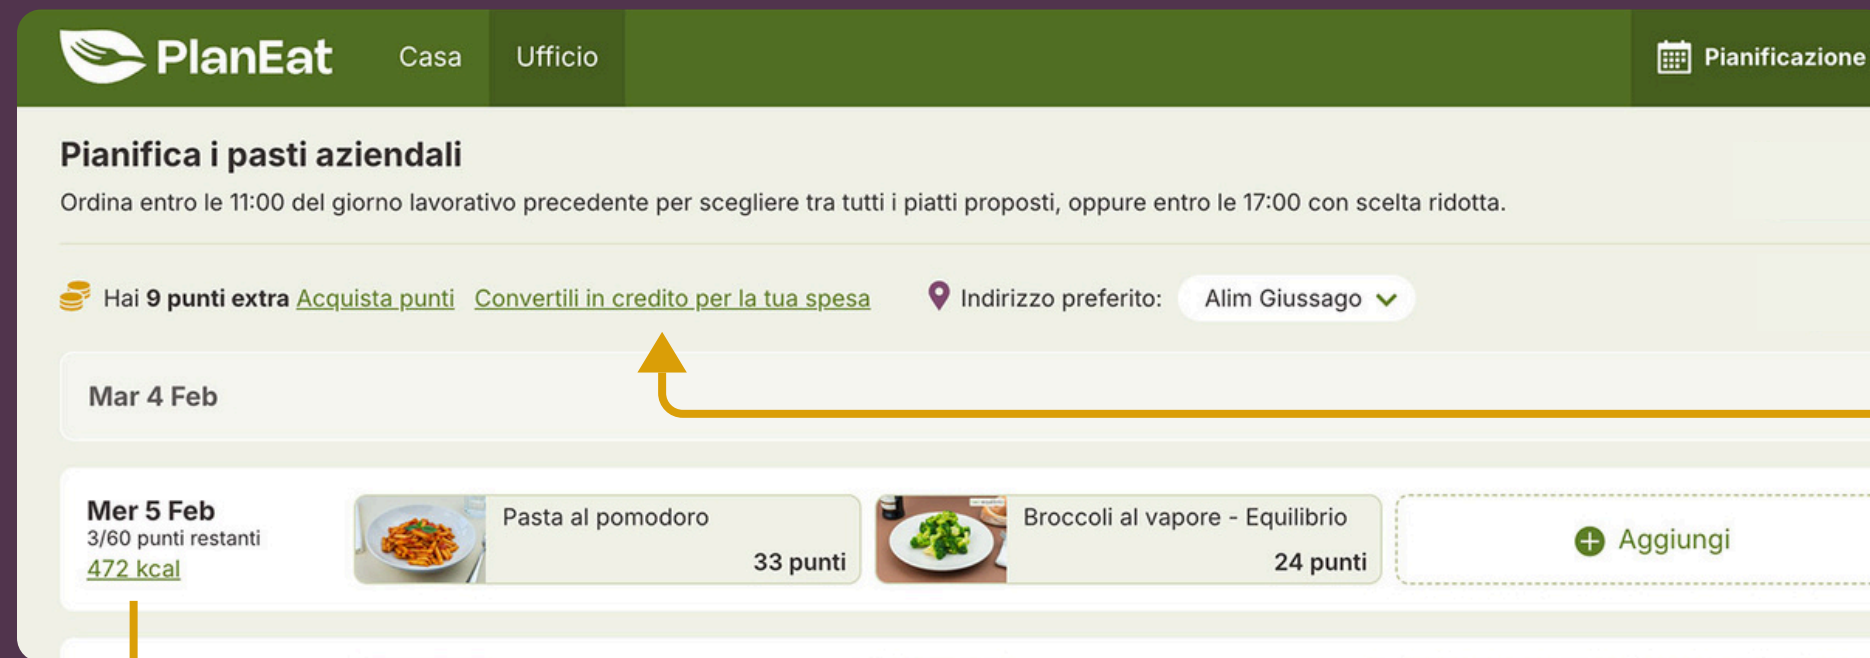 PlanEat Casa Ufficio Pianificazione
Pianifica i pasti aziendali
Ordina entro le 11:00 del giorno lavorativo precedente per scegliere tra tutti i piatti proposti, oppure entro le 17:00 con scelta ridotta.
Hai 9 punti extra Acquista punti Convertili in credito per la tua spesa Indirizzo preferito: Alim Giussago
Mar 4 Feb
Mer 5 Feb
3/60 punti restanti
472 kcal
Pasta al pomodoro
33 punti
Broccoli al vapore - Equilibrio
24 punti
Aggiungi